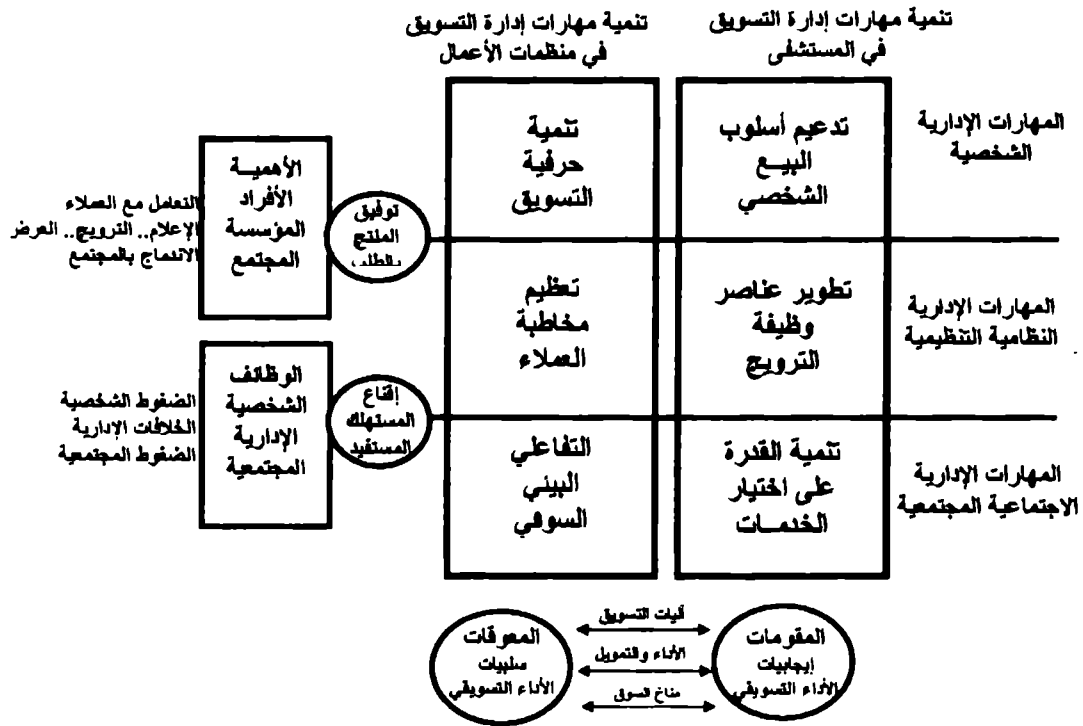 تنمية مهارات إدارة التسويق
في المستشفى
تنمية مهارات إدارة التسويق
في منظمات الأعمال
المهارات الإدارية
الشخصية
تدعيم أسلوب
البيع
الشخصي
تنمية
حرفية
التسويق
توفيق
المنتج
بالطلب
الأهمية
الأفراد
المؤسسة
المجتمع
التعامل مع العملاء
الإعلام.. الترويج.. العرض
الاندماج بالمجتمع
المهارات الإدارية
النظامية التنظيمية
تطوير عناصر
وظيفة
الترويج
تعظيم
مخاطبة
العملاء
إقناع
المستهلك
المستفيد
الوظائف
الشخصية
الإدارية
المجتمعية
الضغوط الشخصية
الخلافات الإدارية
الضغوط المجتمعية
المهارات الإدارية
الاجتماعية المجتمعية
تنمية القدرة
على اختيار
الخدمات
التفاعلي
البيني
السوقي
المقومات
إيجابيات
الأداء التسويقي
آليات التسويق
الأداء والتمويل
مناخ السوق
المعوقات
سلبيات
الأداء التسويقي